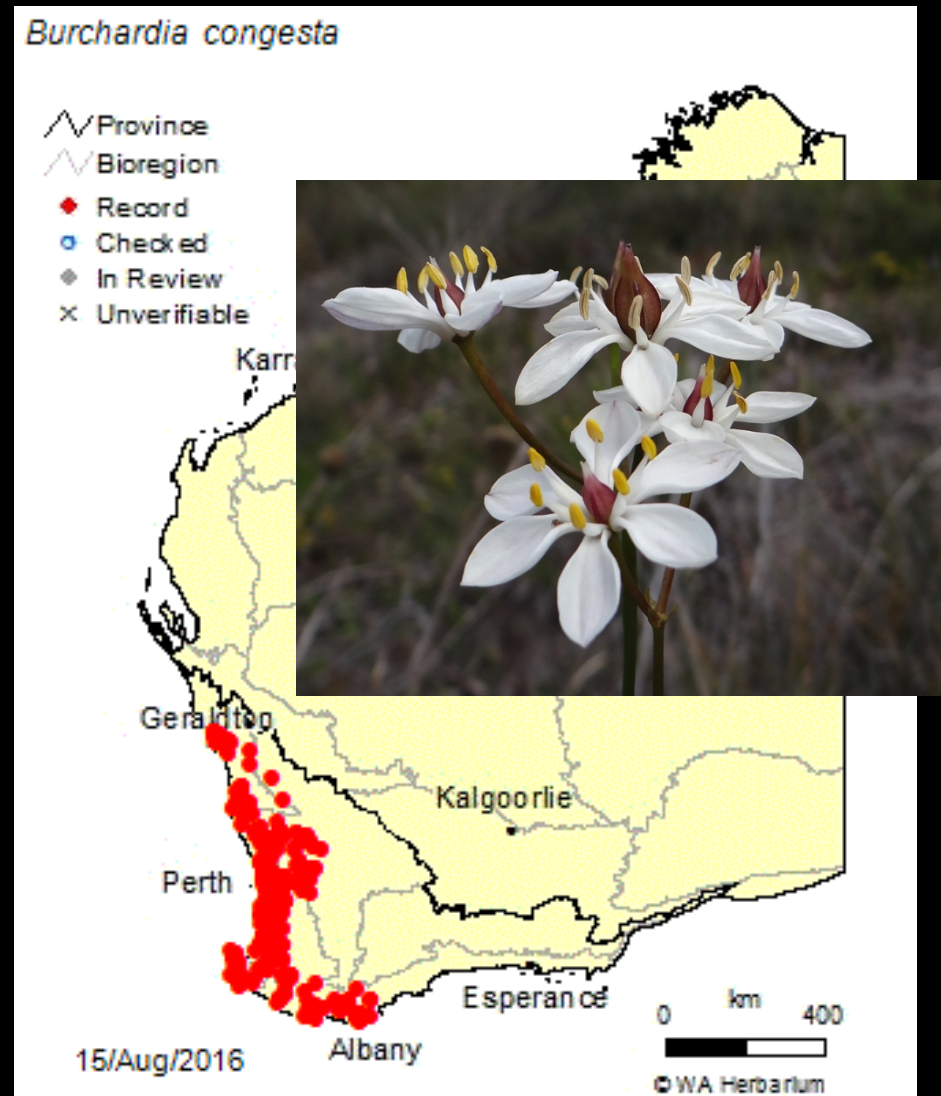 Burchardia congesta
Province
Bioregion
Record
Checked
In Review
Unverifiable
Karr
Geraldton
Kalgoorlie
Perth
Esperance
km
0 400
Albany
15/Aug/2016
© WA Herbarium